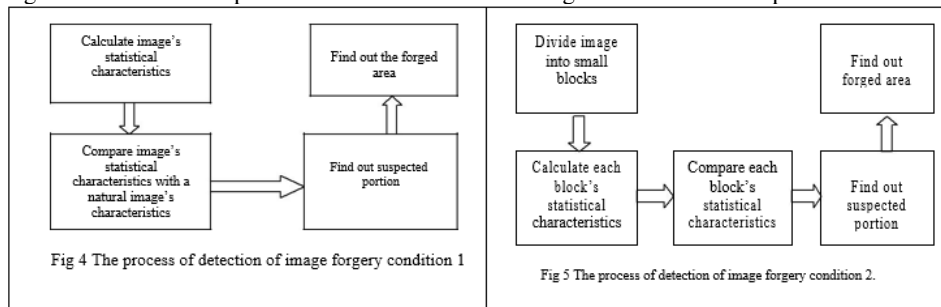 Calculate image's
statistical
characteristics
Compare image's
statistical
characteristics with a
natural image's
characteristics
Find out suspected
portion
Find out the forged
area
Fig 4 The process of detection of image forgery condition 1
Divide image
into small
blocks
Calculate each
block's
statistical
characteristics
Compare each
block's
statistical
characteristics
Find out
suspected
portion
Find out
forged area
Fig 5 The process of detection of image forgery condition 2.